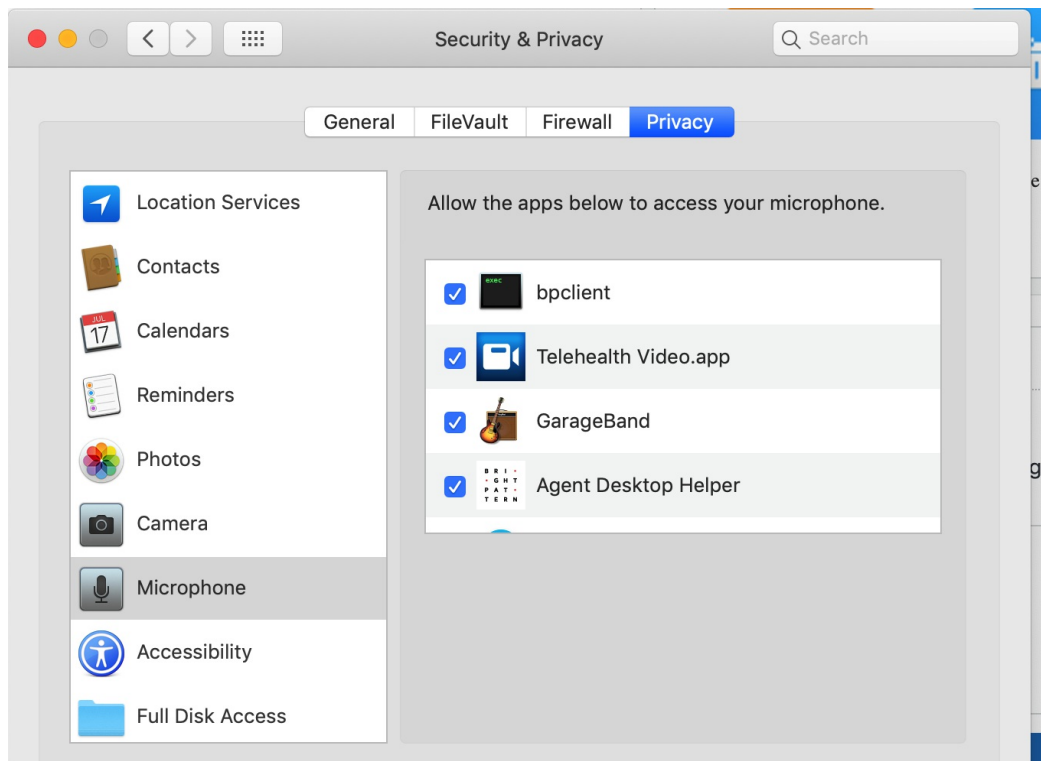 Security & Privacy
Search
General
FileVault
Firewall
Privacy
Location Services
Contacts
JUL
17
Calendars
Reminders
Photos
Camera
Microphone
Accessibility
Full Disk Access
Allow the apps below to access your microphone.
exec
bpclient
Telehealth Video.app
GarageBand
BRI
GHT
PAT
TERN
Agent Desktop Helper
e
g